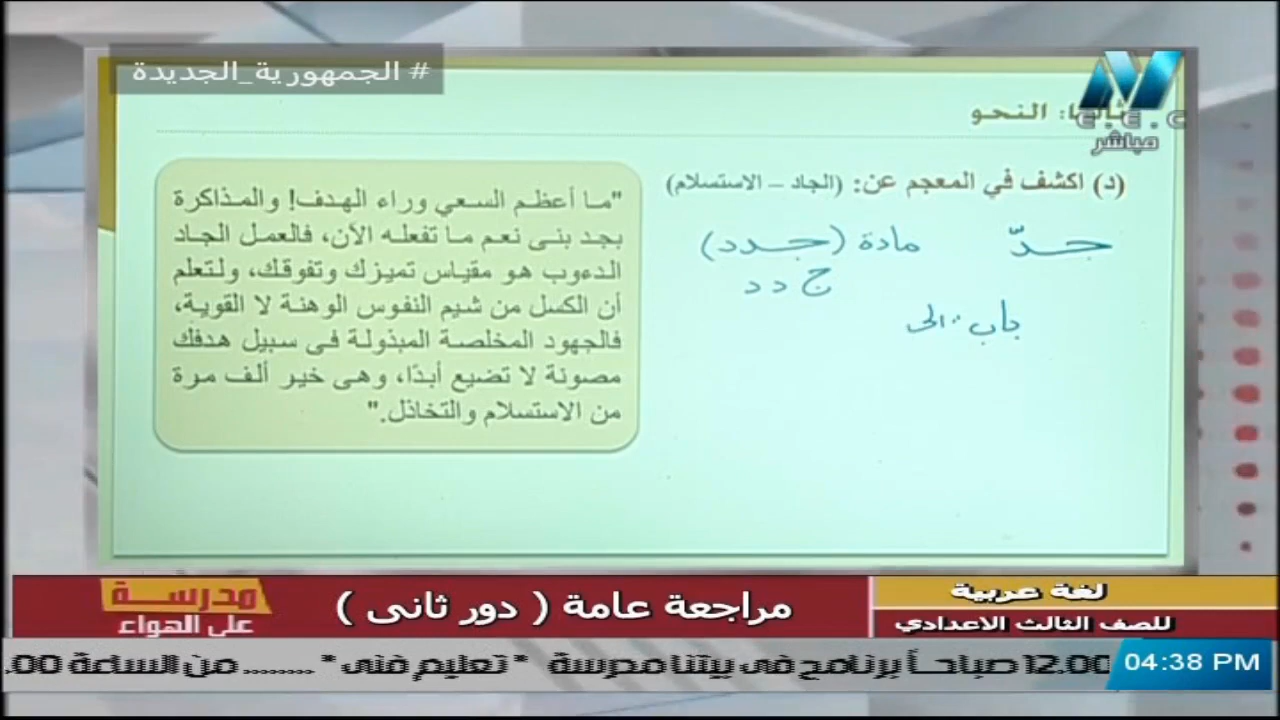 # الجمهورية_الجديدة
ثالثا: النحو
e.e.c
مباشر
(د) اكشف في المعجم عن: (الجاد – الاستسلام)
جدّ مادة (جدد)
ج د د
باب: الـ
"ما أعظم السعي وراء الهدف! والمذاكرة
بجد بنى نعم ما تفعله الآن، فالعمل الجاد
الدءوب هو مقياس تميزك وتفوقك، ولتعلم
أن الكسل من شيم النفوس الوهنة لا القوية،
فالجهود المخلصة المبذولة فى سبيل هدفك
مصونة لا تضيع أبدًا، وهى خير ألف مرة
من الاستسلام والتخاذل."
لغة عربية
للصف الثالث الاعدادي
مراجعة عامة ( دور ثانى )
مدرسة
على الهواء
04:38 PM
12.00 صباحــاً برنامج فى بيتنا مدرسة * تعليم فنى * ........ من الساعة 00.